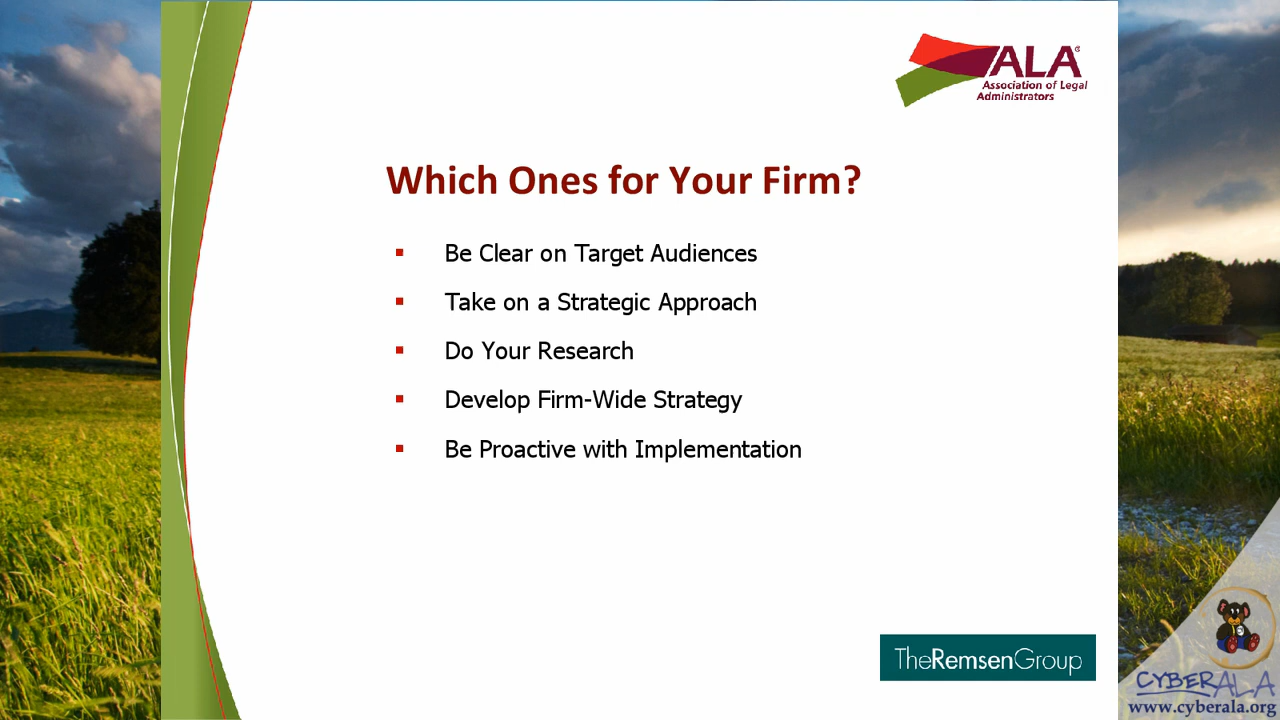 ALA®
Association of Legal
Administrators
Which Ones for Your Firm?
▪ Be Clear on Target Audiences
▪ Take on a Strategic Approach
▪ Do Your Research
▪ Develop Firm-Wide Strategy
▪ Be Proactive with Implementation
TheRemsenGroup
CYBERALA
www.cyberala.org